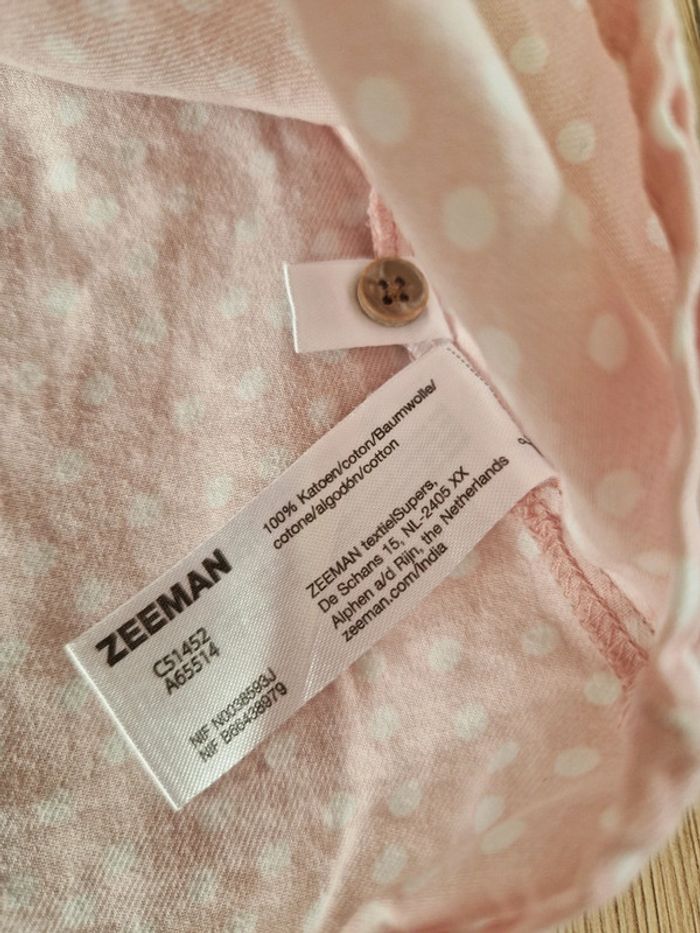 100% Katoen/coton/Baumwolle/
cotone/algodón/cotton
ZEEMAN textielSupers,
De Schans 15, NL-2405 XX
Alphen a/d Rijn, the Netherlands
zeeman.com/India
ZEEMAN
C51452
A65514
NIF N0038593J
NIF B66438979